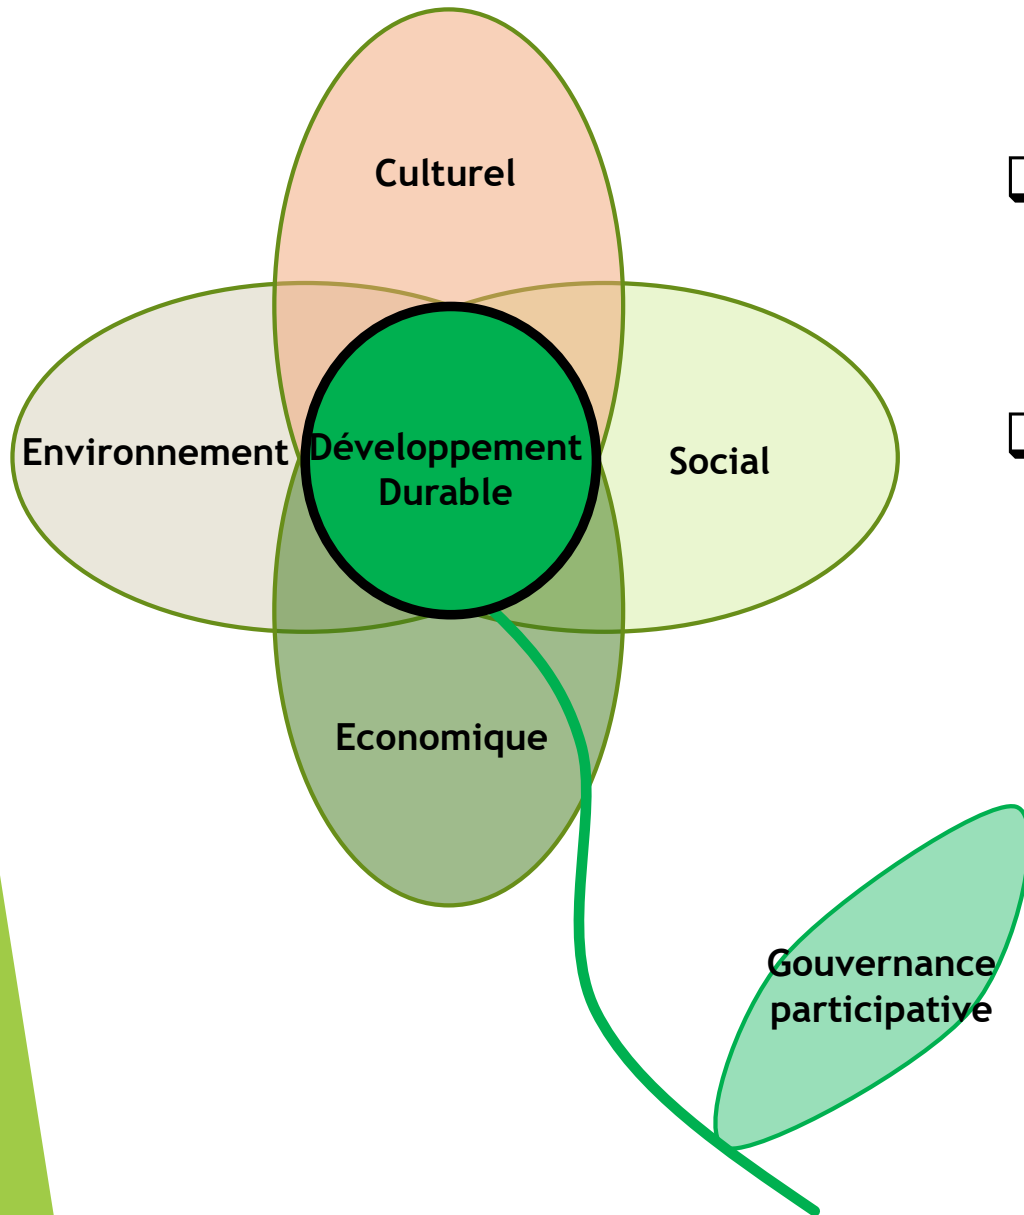 Culturel
Environnement
Développement
Durable
Social
Economique
Gouvernance
participative